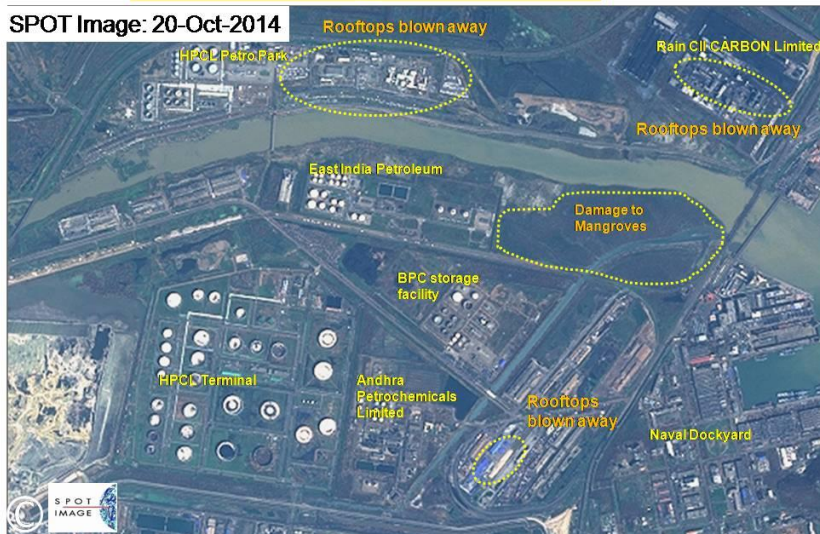 SPOT Image: 20-Oct-2014
Rooftops blown away
HPCL Petro Park
Rain CII CARBON Limited
Rooftops blown away
East India Petroleum
Damage to
Mangroves
BPC storage
facility
HPCL Terminal
Andhra
Petrochemicals
Limited
Rooftops
blown away
Naval Dockyard
©
SPOT
IMAGE